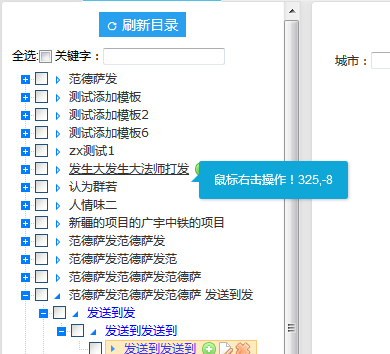 刷新目录
全选: 关键字：
城市：
范德萨发
测试添加模板
测试添加模板2
测试添加模板6
zx测试1
发生大发生大法师打发
鼠标右击操作！325,-8
认为群若
人情味二
新疆的项目的广宇中铁的项目
范德萨发范德萨发
范德萨发范德萨发范
范德萨发范德萨发范德萨
范德萨发范德萨发范德萨 发送到发
发送到发
发送到发送到
发送到发送到